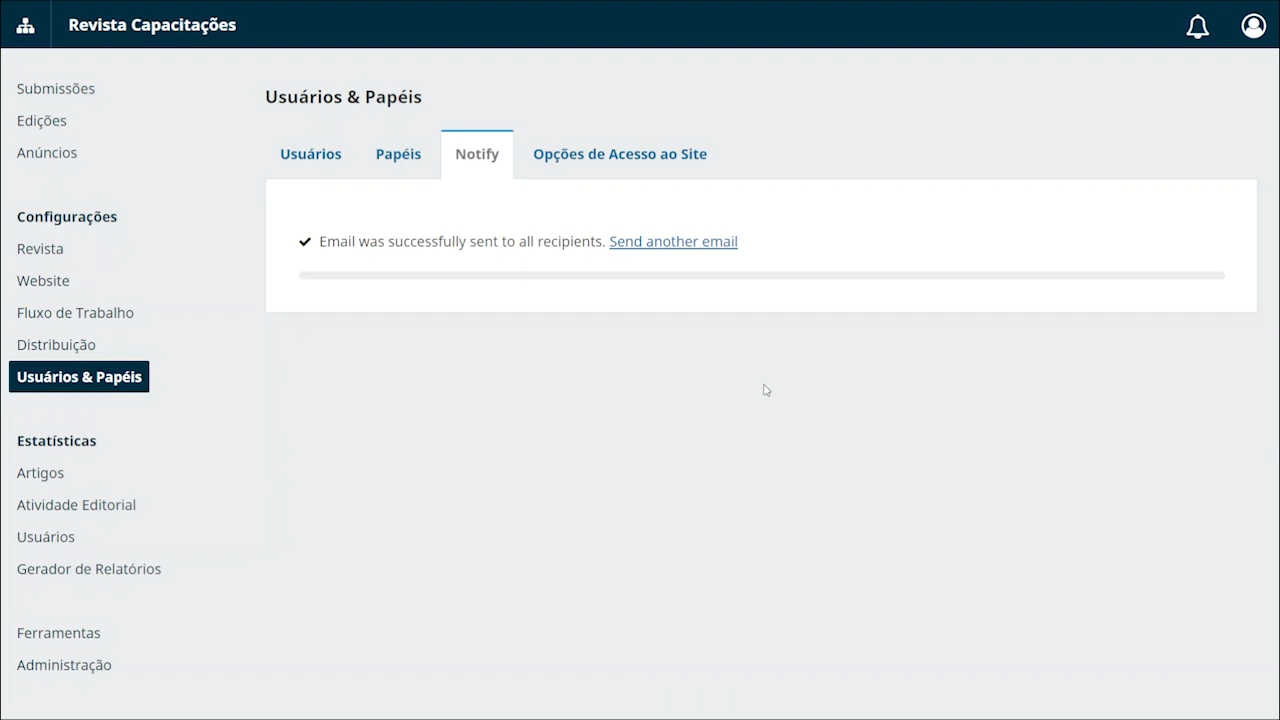 Revista Capacitações
Submissões
Edições
Anúncios
Configurações
Revista
Website
Fluxo de Trabalho
Distribuição
Usuários & Papéis
Estatísticas
Artigos
Atividade Editorial
Usuários
Gerador de Relatórios
Ferramentas
Administração
Usuários & Papéis
Usuários Papéis Notify Opções de Acesso ao Site
Email was successfully sent to all recipients. Send another email